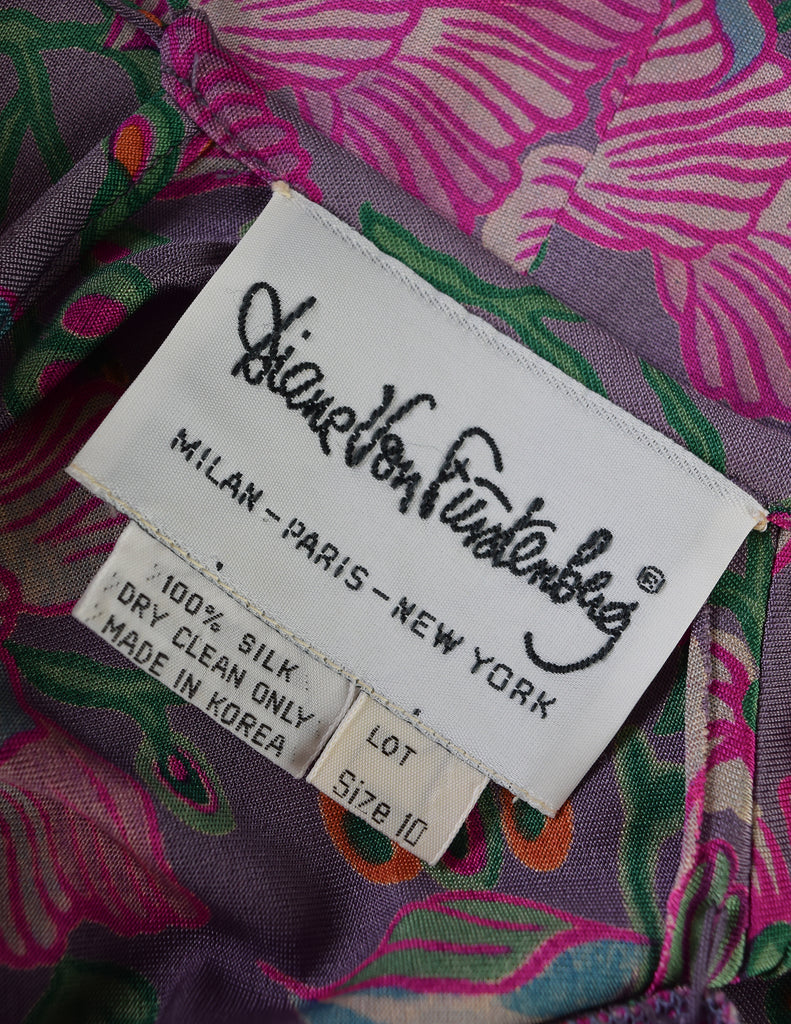 Diane Von Furstenberg®
MILAN – PARIS – NEW YORK
100% SILK
DRY CLEAN ONLY
MADE IN KOREA
LOT
Size 10